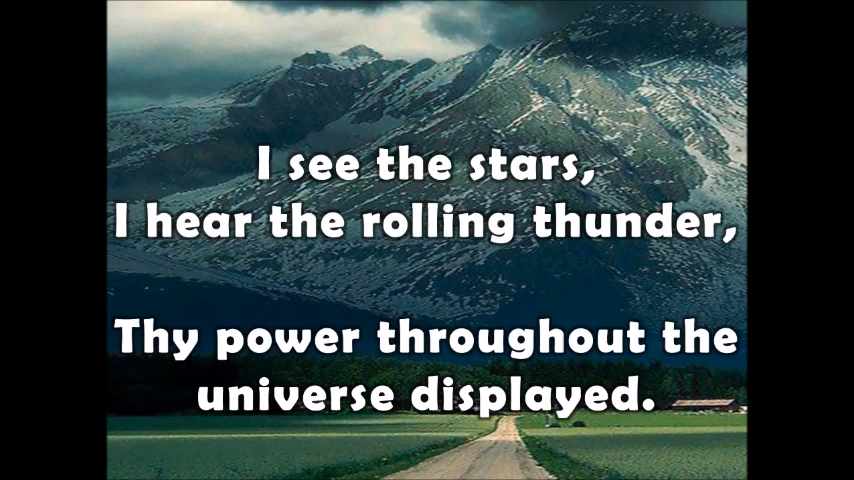 I see the stars,
I hear the rolling thunder,
Thy power throughout the
universe displayed.